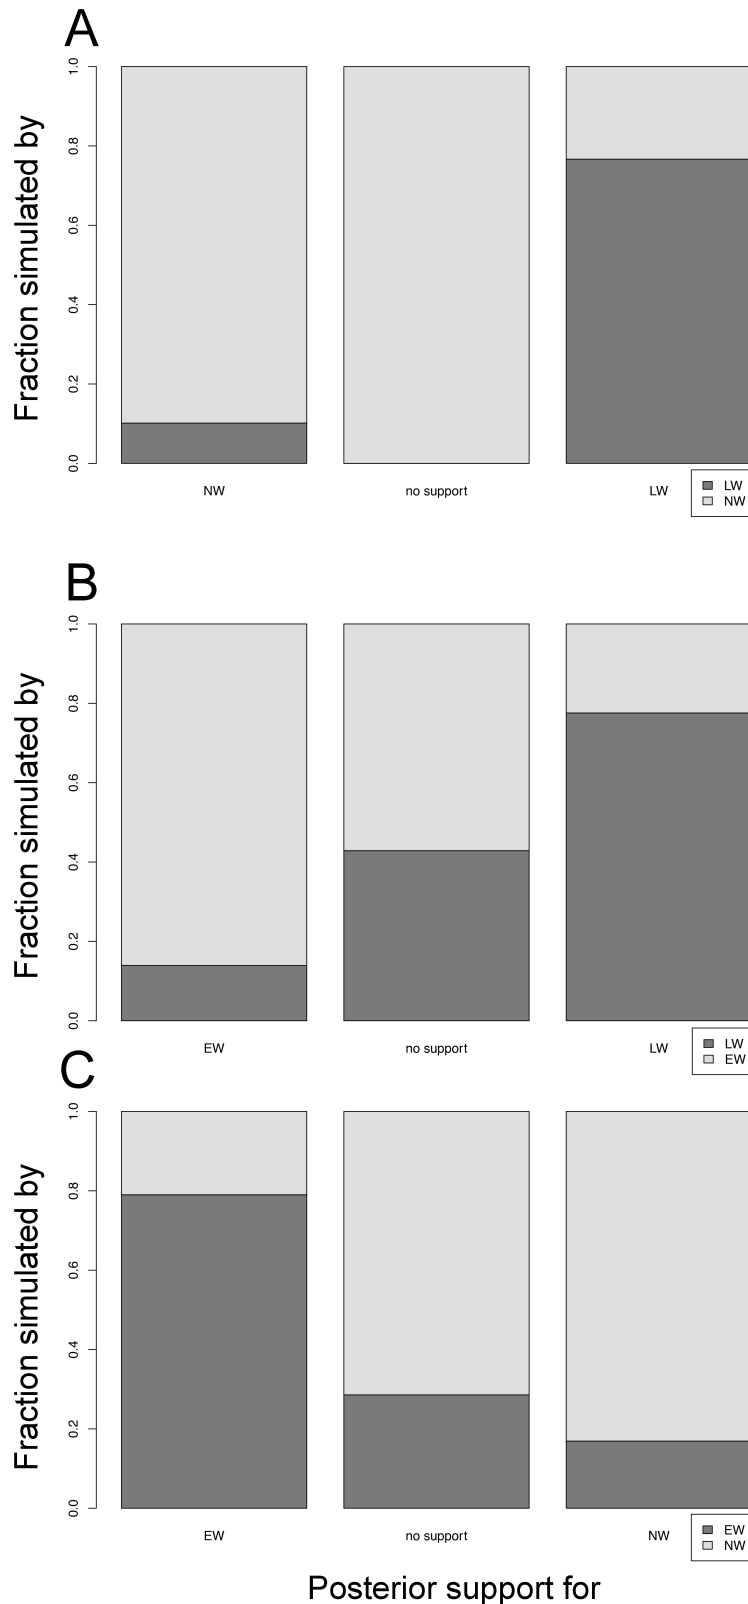 A
Fraction simulated by
1.0
0.8
0.6
0.4
0.2
0.0
NW
no support
LW
LW
NW
B
Fraction simulated by
1.0
0.8
0.6
0.4
0.2
0.0
EW
no support
LW
LW
EW
C
Fraction simulated by
1.0
0.8
0.6
0.4
0.2
0.0
EW
no support
NW
EW
NW
Posterior support for